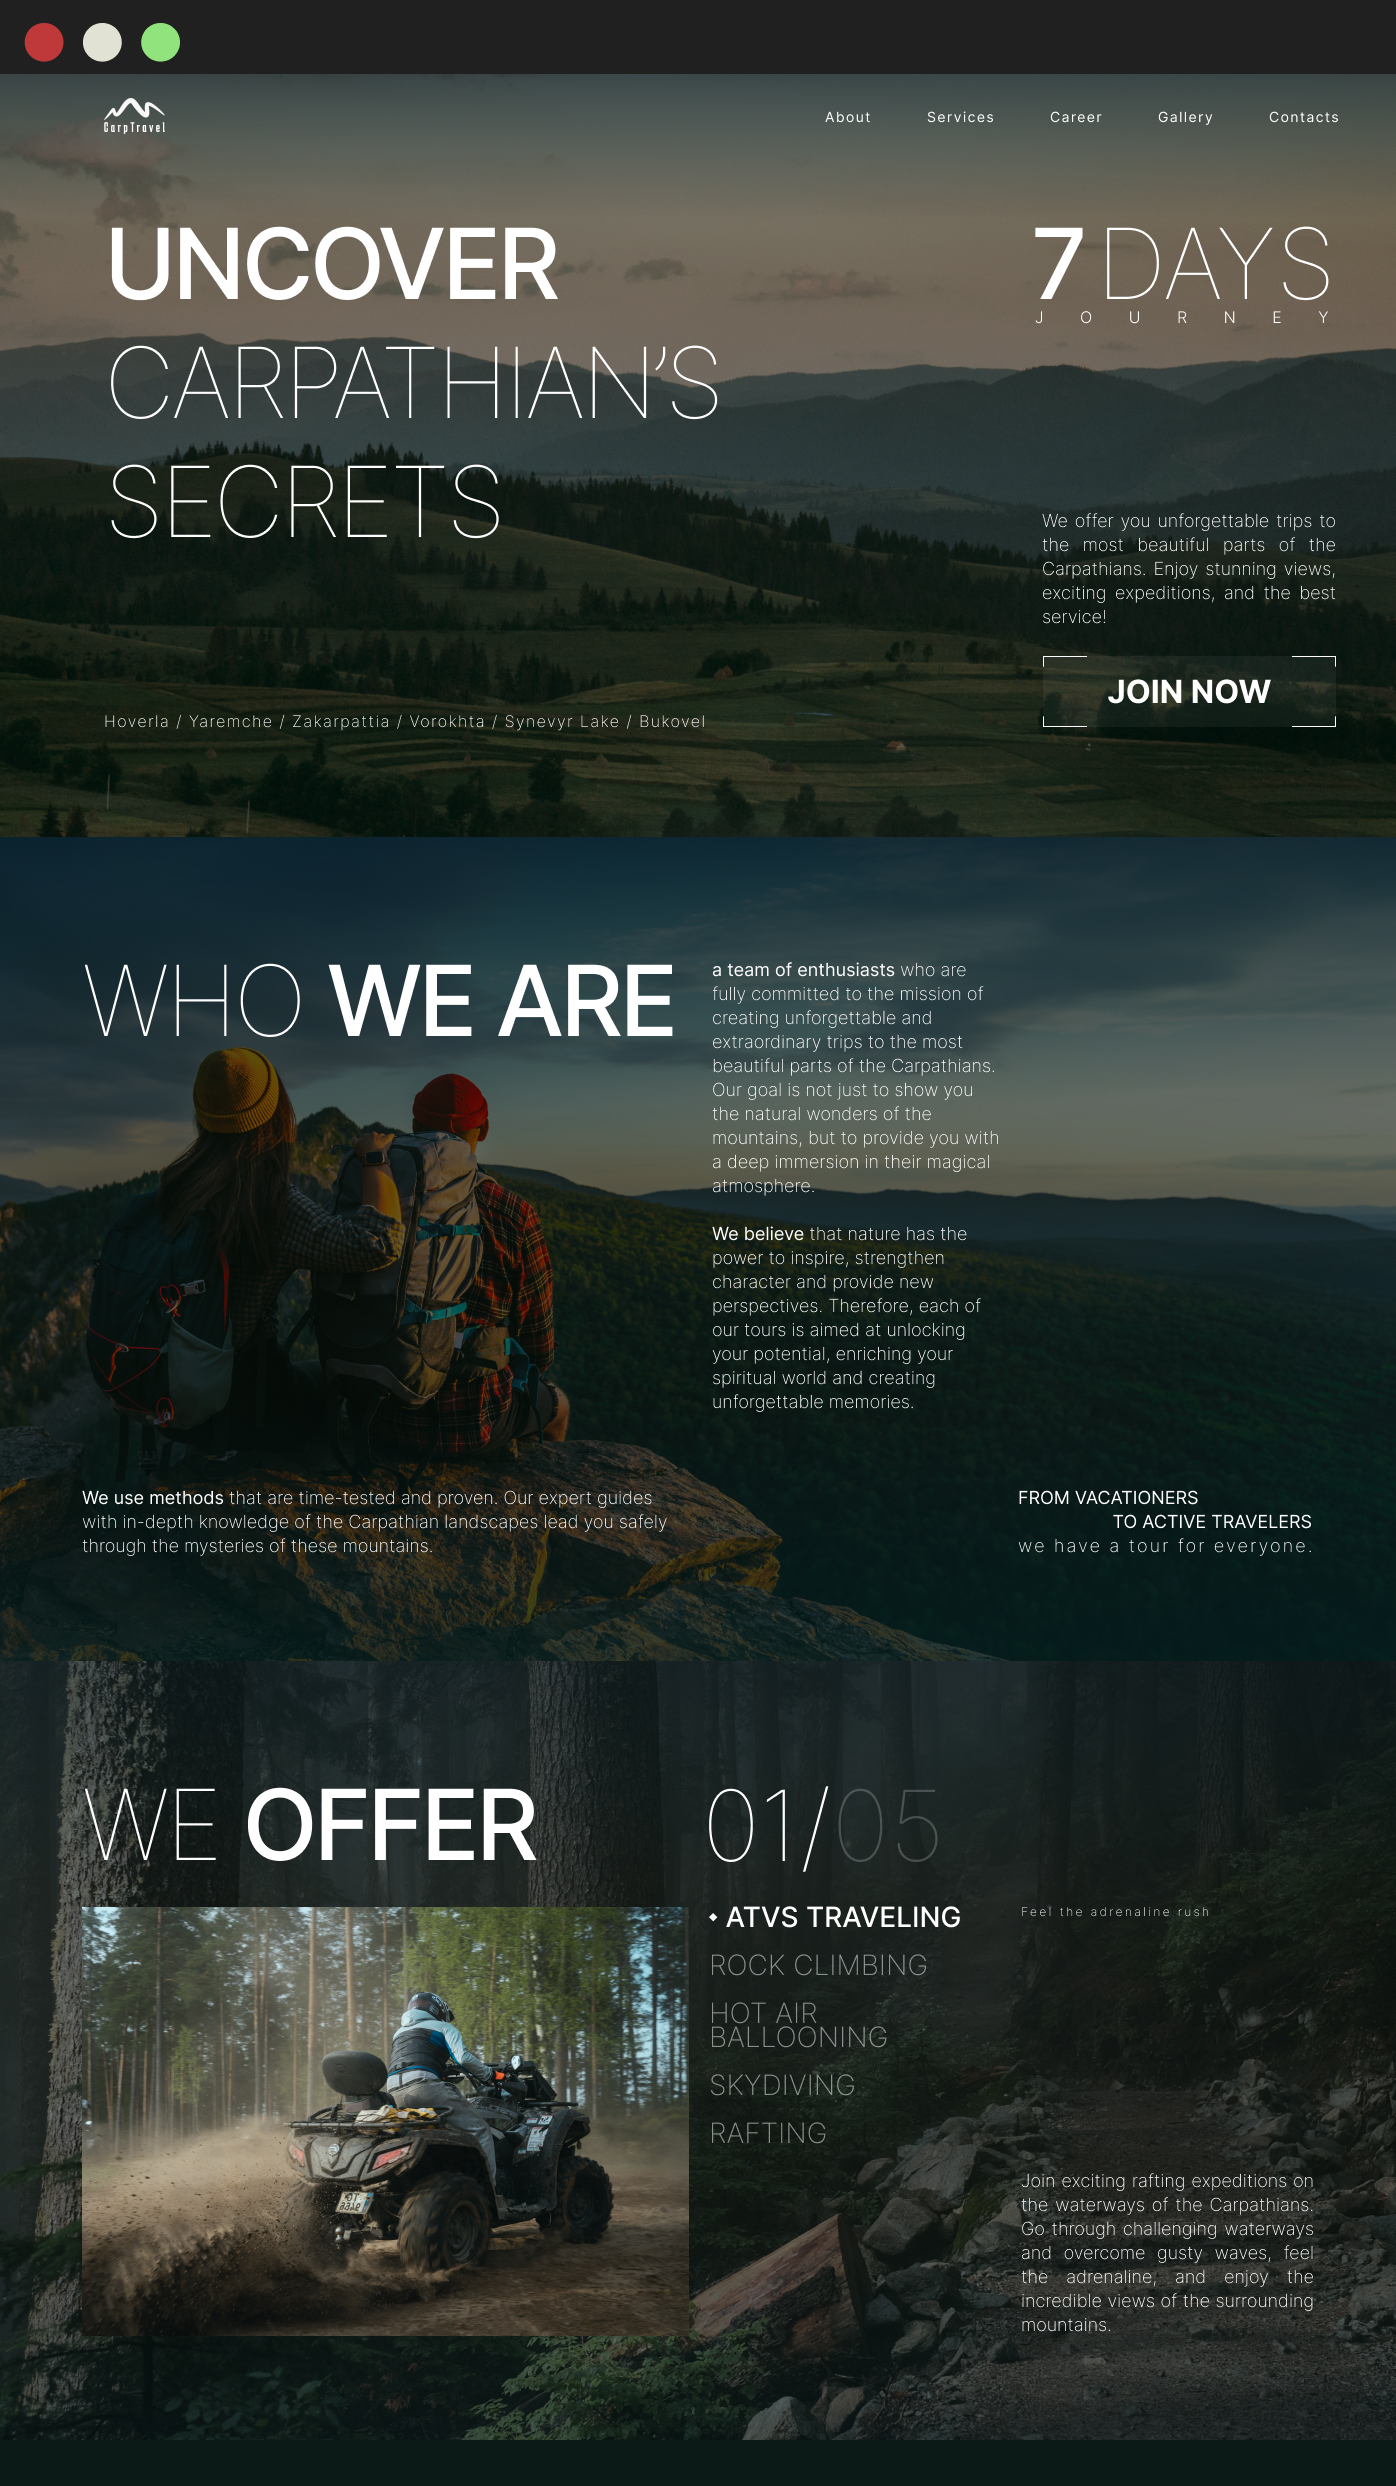 CarpTravel
About Services Career Gallery Contacts
UNCOVER
CARPATHIAN’S
SECRETS
7 DAYS
JOURNEY
We offer you unforgettable trips to
the most beautiful parts of the
Carpathians. Enjoy stunning views,
exciting expeditions, and the best
service!
JOIN NOW
Hoverla / Yaremche / Zakarpattia / Vorokhta / Synevyr Lake / Bukovel
WHO WE ARE
a team of enthusiasts who are
fully committed to the mission of
creating unforgettable and
extraordinary trips to the most
beautiful parts of the Carpathians.
Our goal is not just to show you
the natural wonders of the
mountains, but to provide you with
a deep immersion in their magical
atmosphere.
We believe that nature has the
power to inspire, strengthen
character and provide new
perspectives. Therefore, each of
our tours is aimed at unlocking
your potential, enriching your
spiritual world and creating
unforgettable memories.
We use methods that are time-tested and proven. Our expert guides
with in-depth knowledge of the Carpathian landscapes lead you safely
through the mysteries of these mountains.
FROM VACATIONERS
TO ACTIVE TRAVELERS
we have a tour for everyone.
WE OFFER
01/05
ATVS TRAVELING
ROCK CLIMBING
HOT AIR
BALLOONING
SKYDIVING
RAFTING
Feel the adrenaline rush
Join exciting rafting expeditions on
the waterways of the Carpathians.
Go through challenging waterways
and overcome gusty waves, feel
the adrenaline, and enjoy the
incredible views of the surrounding
mountains.